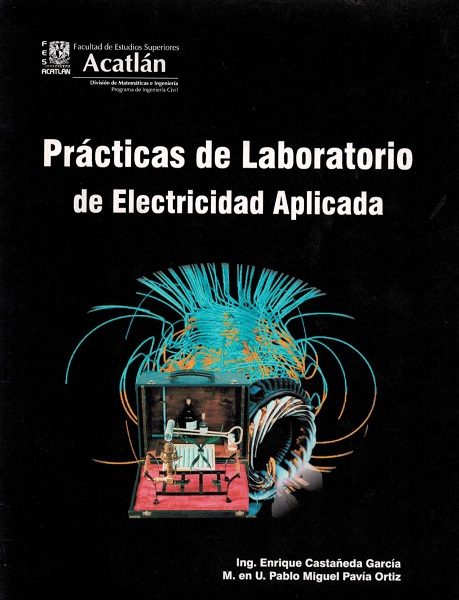 FES
ACATLÁN
Facultad de Estudios Superiores
Acatlán
División de Matemáticas e Ingeniería
Programa de Ingeniería Civil
Prácticas de Laboratorio
de Electricidad Aplicada
Ing. Enrique Castañeda García
M. en U. Pablo Miguel Pavía Ortiz